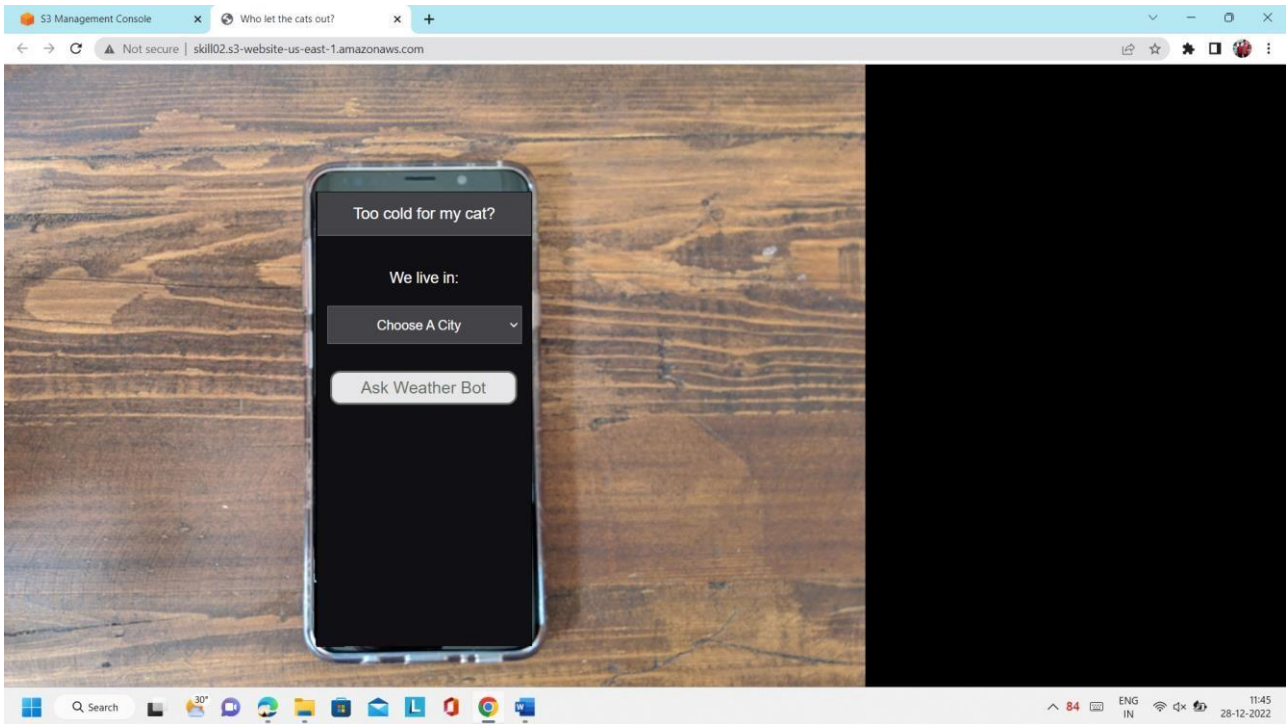 S3 Management Console
Who let the cats out?
Not secure | skill02.s3-website-us-east-1.amazonaws.com
Too cold for my cat?
We live in:
Choose A City
Ask Weather Bot
30°
Search
84
ENG
IN
11:45
28-12-2022